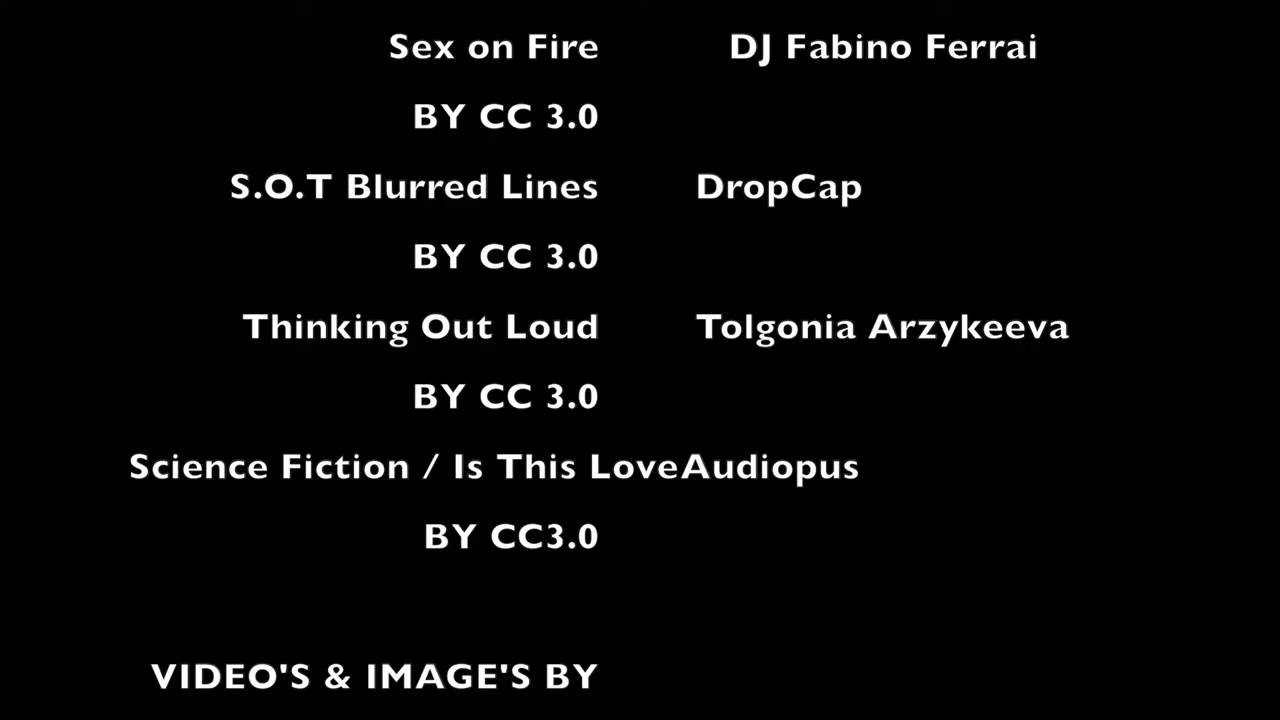 Sex on Fire DJ Fabino Ferrai
BY CC 3.0
S.O.T Blurred Lines DropCap
BY CC 3.0
Thinking Out Loud Tolgonia Arzykeeva
BY CC 3.0
Science Fiction / Is This LoveAudiopus
BY CC3.0
VIDEO'S & IMAGE'S BY